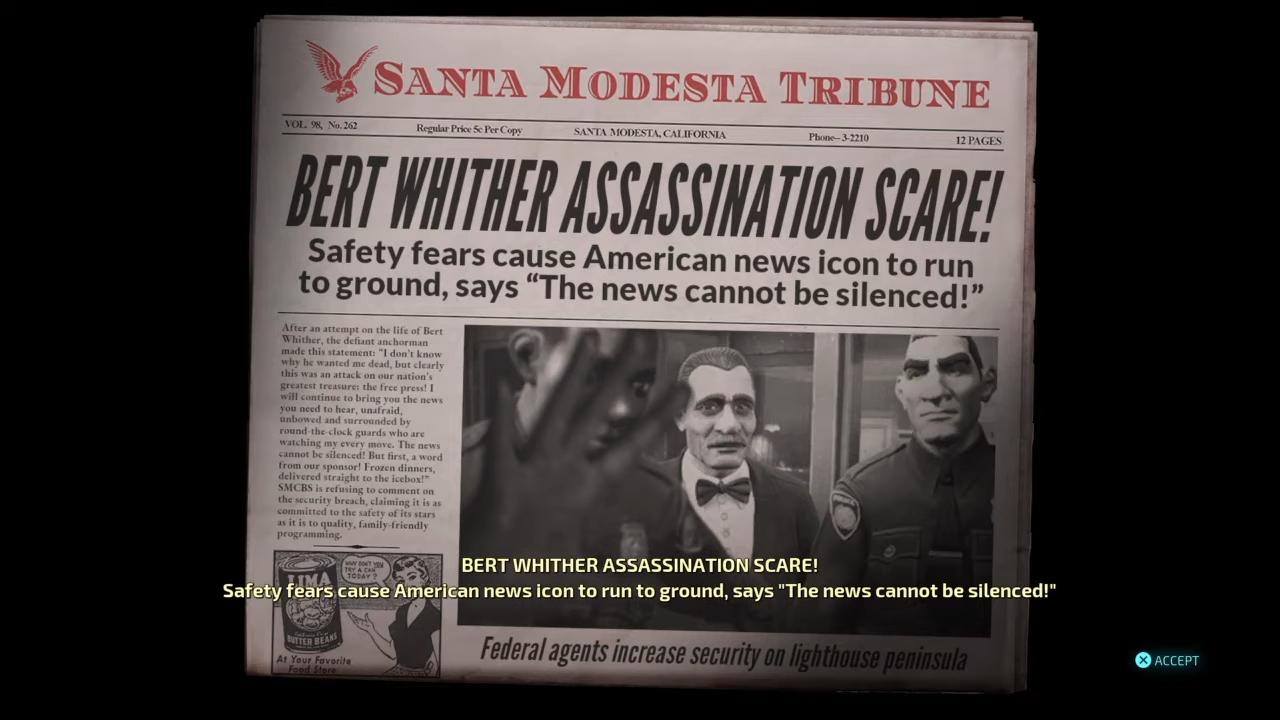 SANTA MODESTA TRIBUNE
VOL. 98, No. 262
Regular Price 5c Per Copy
SANTA MODESTA, CALIFORNIA
Phone– 3-2210
12 PAGES
BERT WHITHER ASSASSINATION SCARE!
Safety fears cause American news icon to run
to ground, says “The news cannot be silenced!”
After an attempt on the life of Bert
Whither, the defiant anchorman
made this statement: "I don't know
why he wanted me dead, but clearly
this was an attack on our nation's
greatest treasure: the free press! I
will continue to bring you the news
you need to hear, unafraid,
unbowed and surrounded by
round-the-clock guards who are
watching my every move. The news
cannot be silenced! But first, a word
from our sponsor! Frozen dinners,
delivered straight to the icebox!"
SMCBS is refusing to comment on
the security breach, claiming it is as
committed to the safety of its stars
as it is to quality, family-friendly
programming.
WHY DON'T YOU
TRY A CAN
TODAY?
LIMA
BUTTER BEANS
At Your Favorite
Food Store
BERT WHITHER ASSASSINATION SCARE!
Safety fears cause American news icon to run to ground, says "The news cannot be silenced!"
Federal agents increase security on lighthouse peninsula
ACCEPT